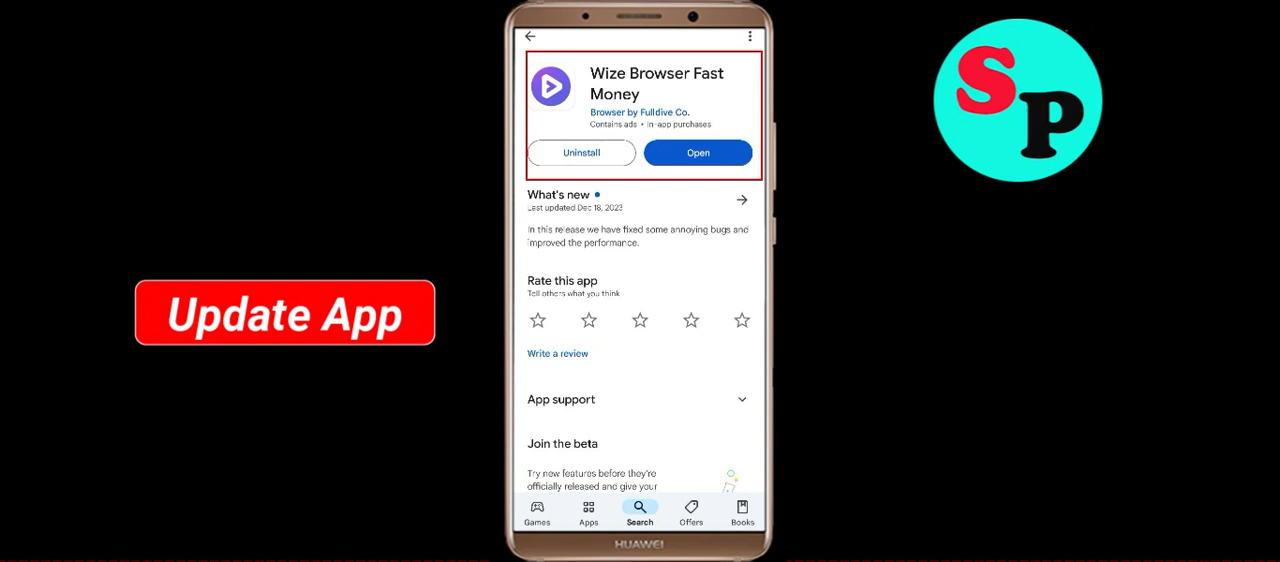 Wize Browser Fast
Money
Browser by Fulldive Co.
Contains ads • In-app purchases
Uninstall
Open
What's new
Last updated Dec 18, 2023
In this release we have fixed some annoying bugs and
improved the performance.
Rate this app
Tell others what you think
Write a review
App support
Join the beta
Try new features before they're
officially released and give your
Games
Apps
Search
Offers
Books
HUAWEI
Update App
SP